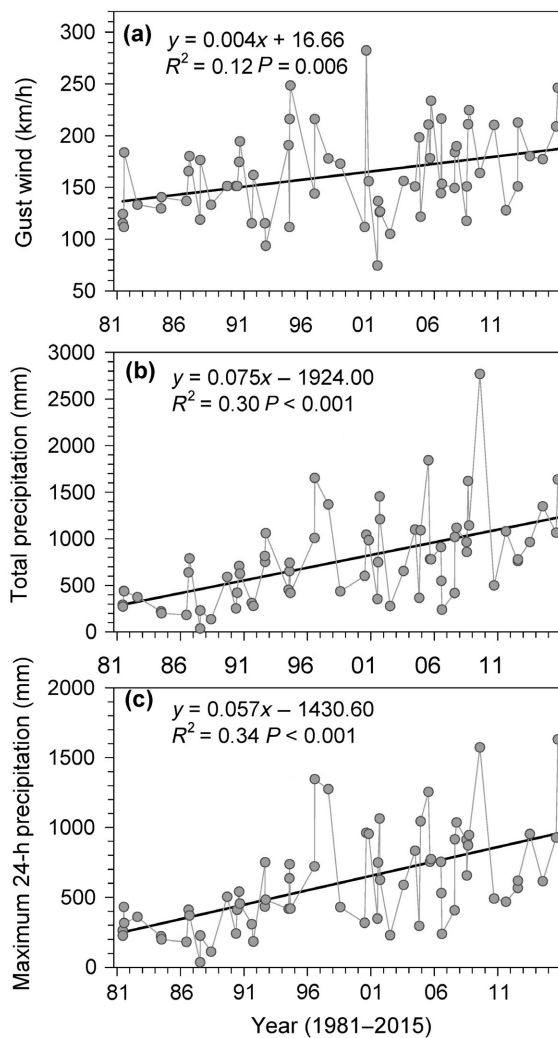 (a)
y = 0.004x + 16.66
R² = 0.12 P = 0.006
Gust wind (km/h)
300
250
200
150
100
50
81 86 91 96 01 06 11
(b)
y = 0.075x – 1924.00
R² = 0.30 P < 0.001
Total precipitation (mm)
3000
2500
2000
1500
1000
500
0
81 86 91 96 01 06 11
(c)
y = 0.057x – 1430.60
R² = 0.34 P < 0.001
Maximum 24-h precipitation (mm)
2000
1500
1000
500
0
81 86 91 96 01 06 11
Year (1981–2015)